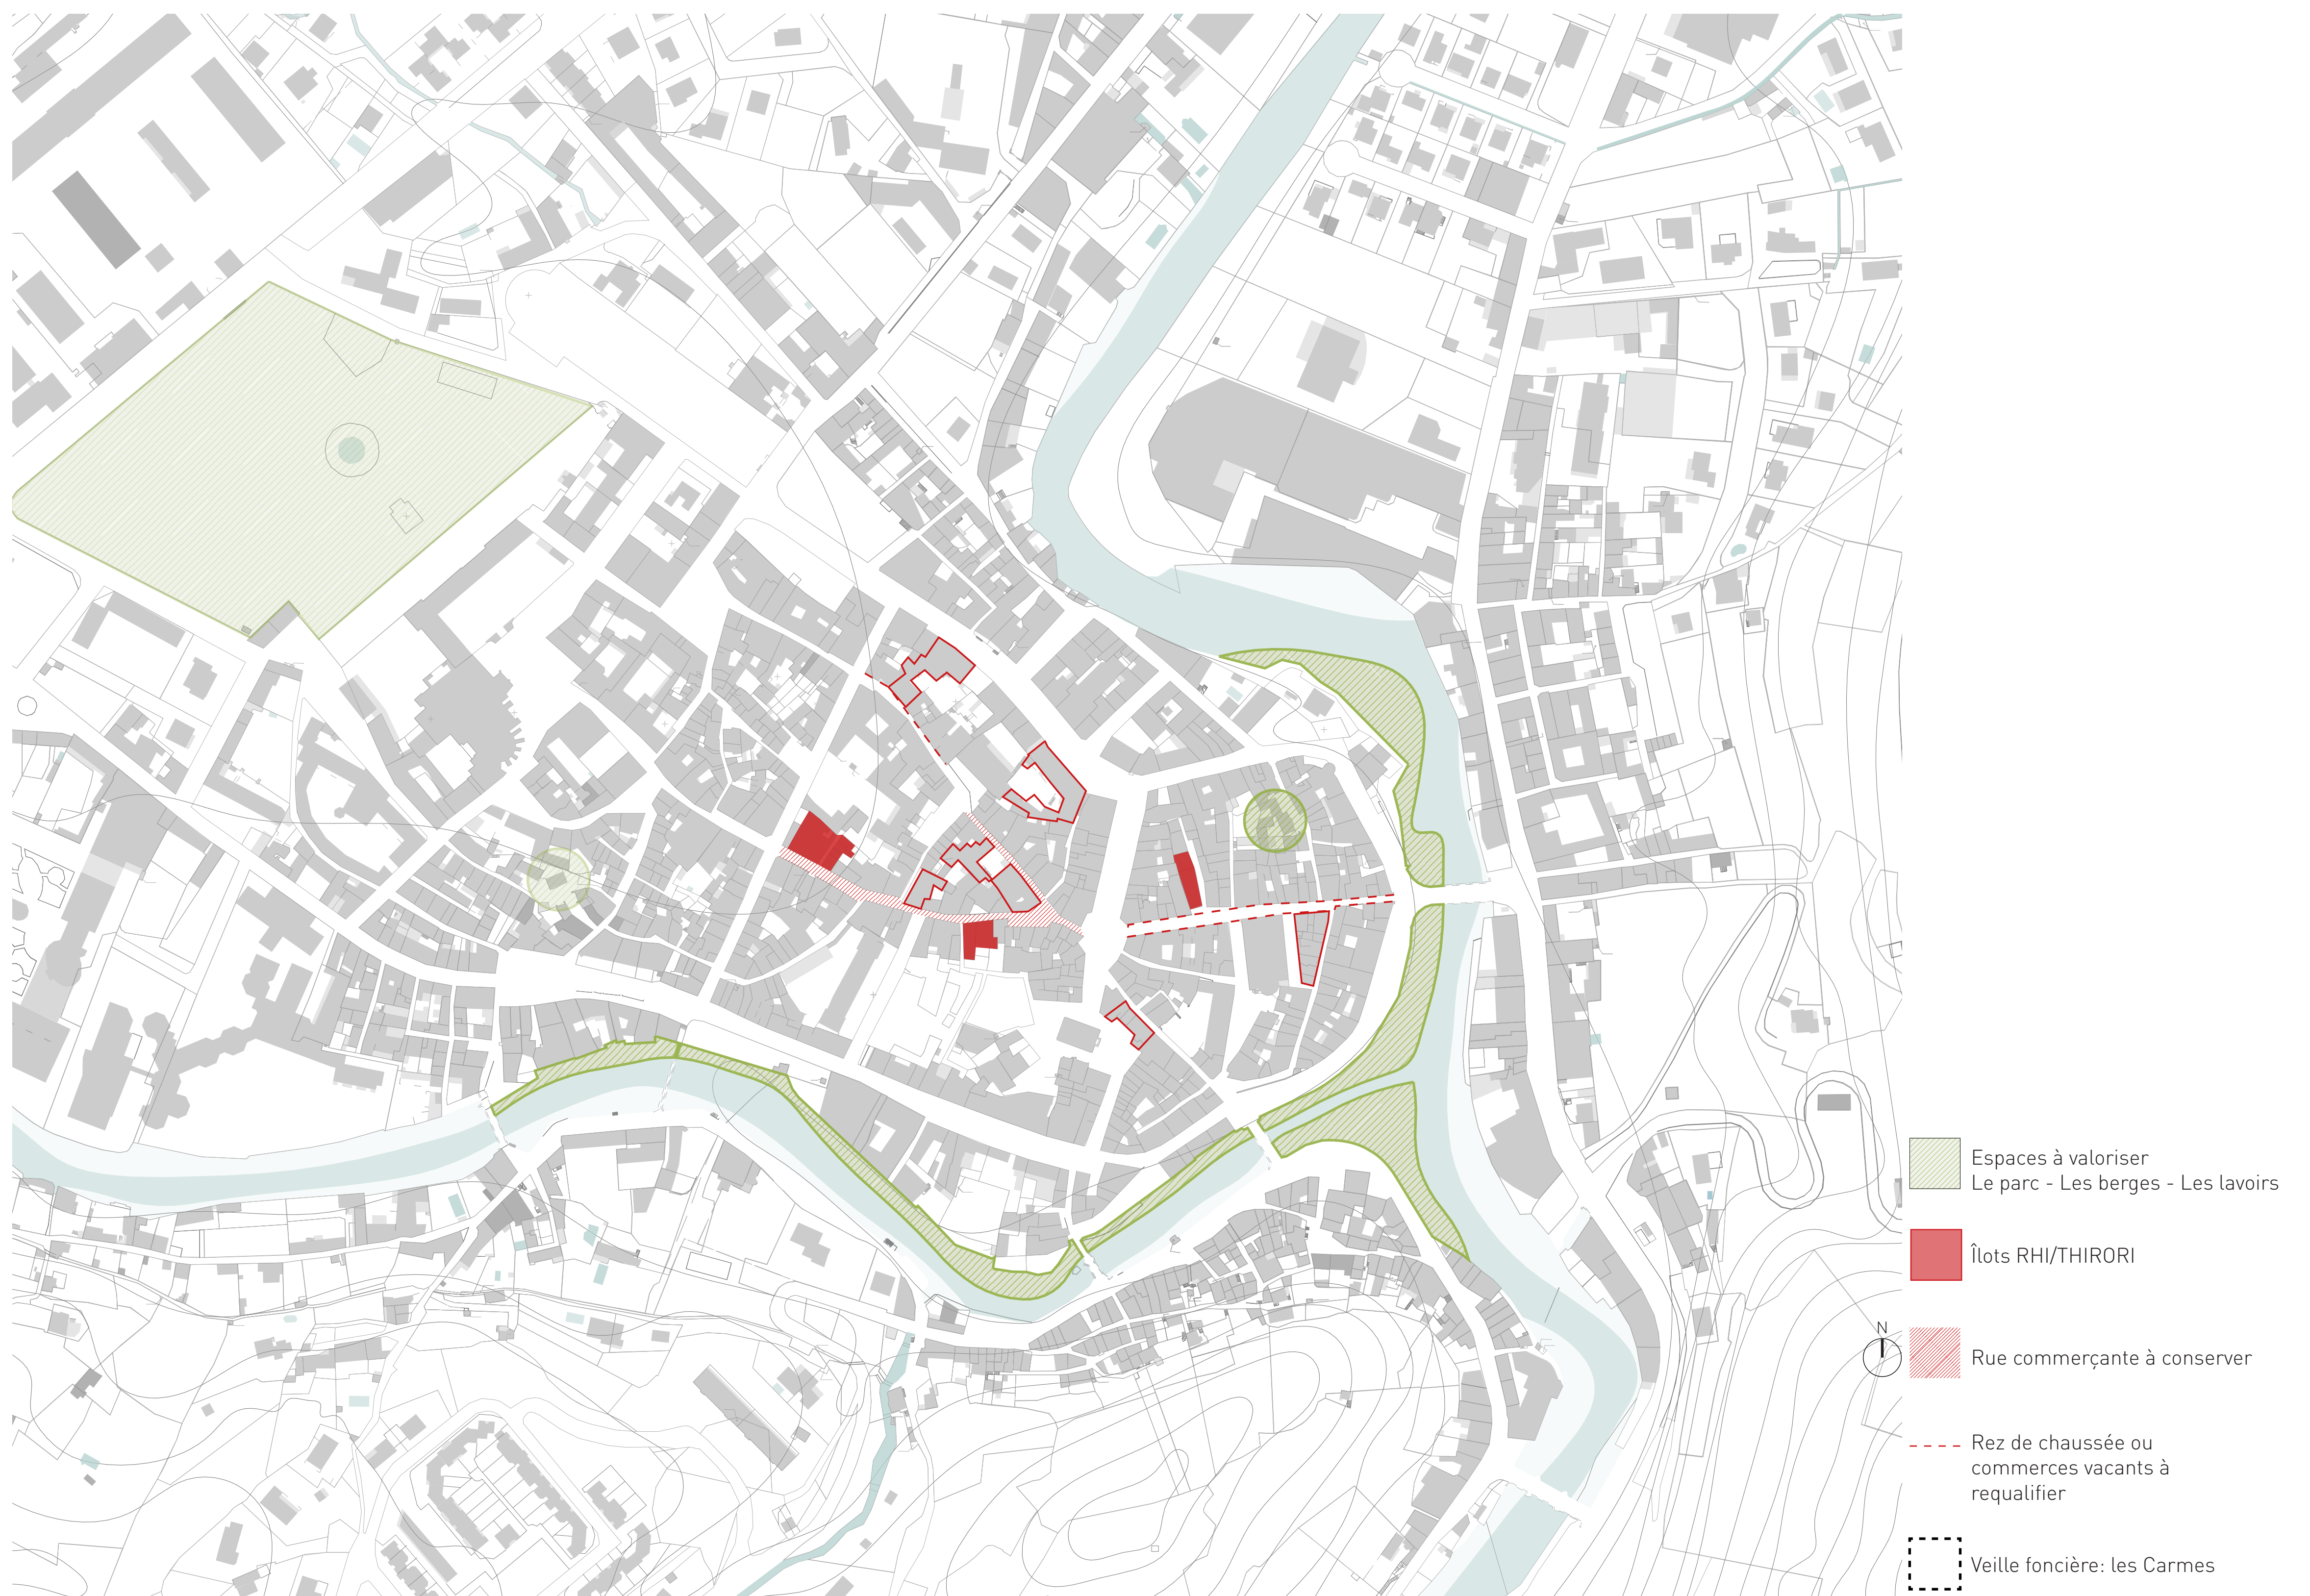 Espaces à valoriser
Le parc - Les berges - Les lavoirs
Îlots RHI/THIRORI
N
Rue commerçante à conserver
Rez de chaussée ou
commerces vacants à
requalifier
Veille foncière: les Carmes